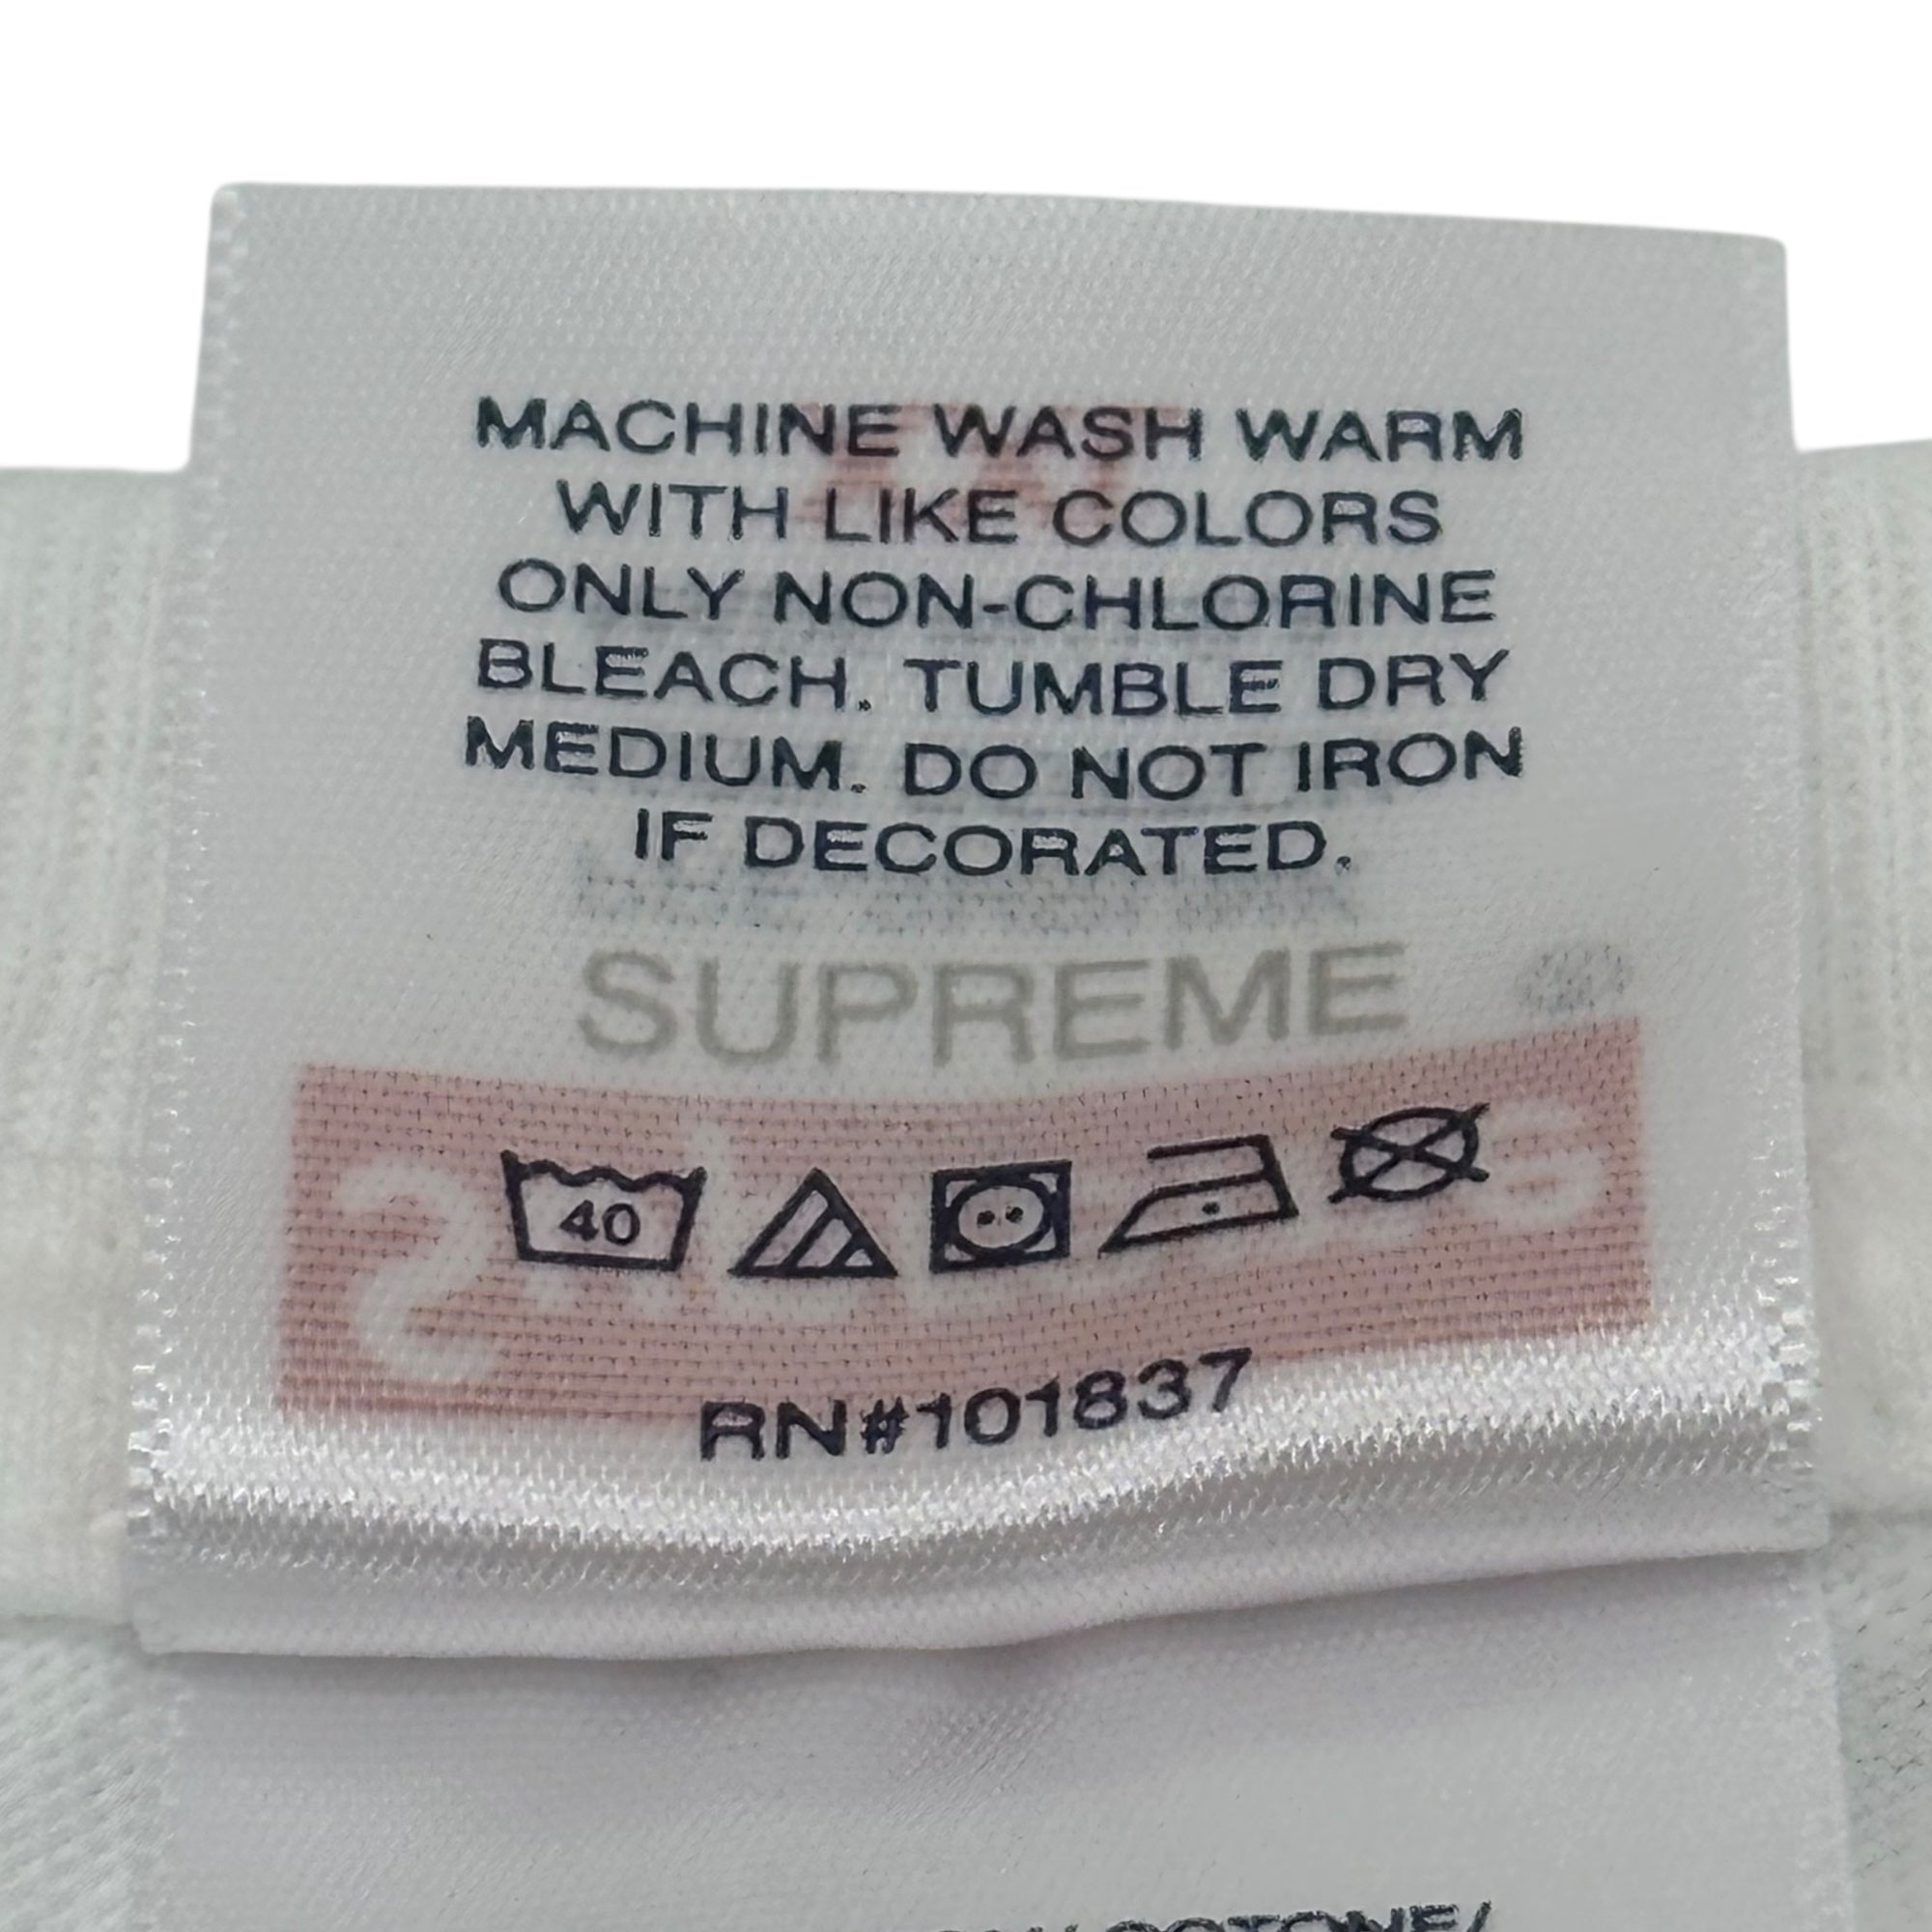 MACHINE WASH WARM
WITH LIKE COLORS
ONLY NON-CHLORINE
BLEACH. TUMBLE DRY
MEDIUM. DO NOT IRON
IF DECORATED.
SUPREME
40
RN#101837